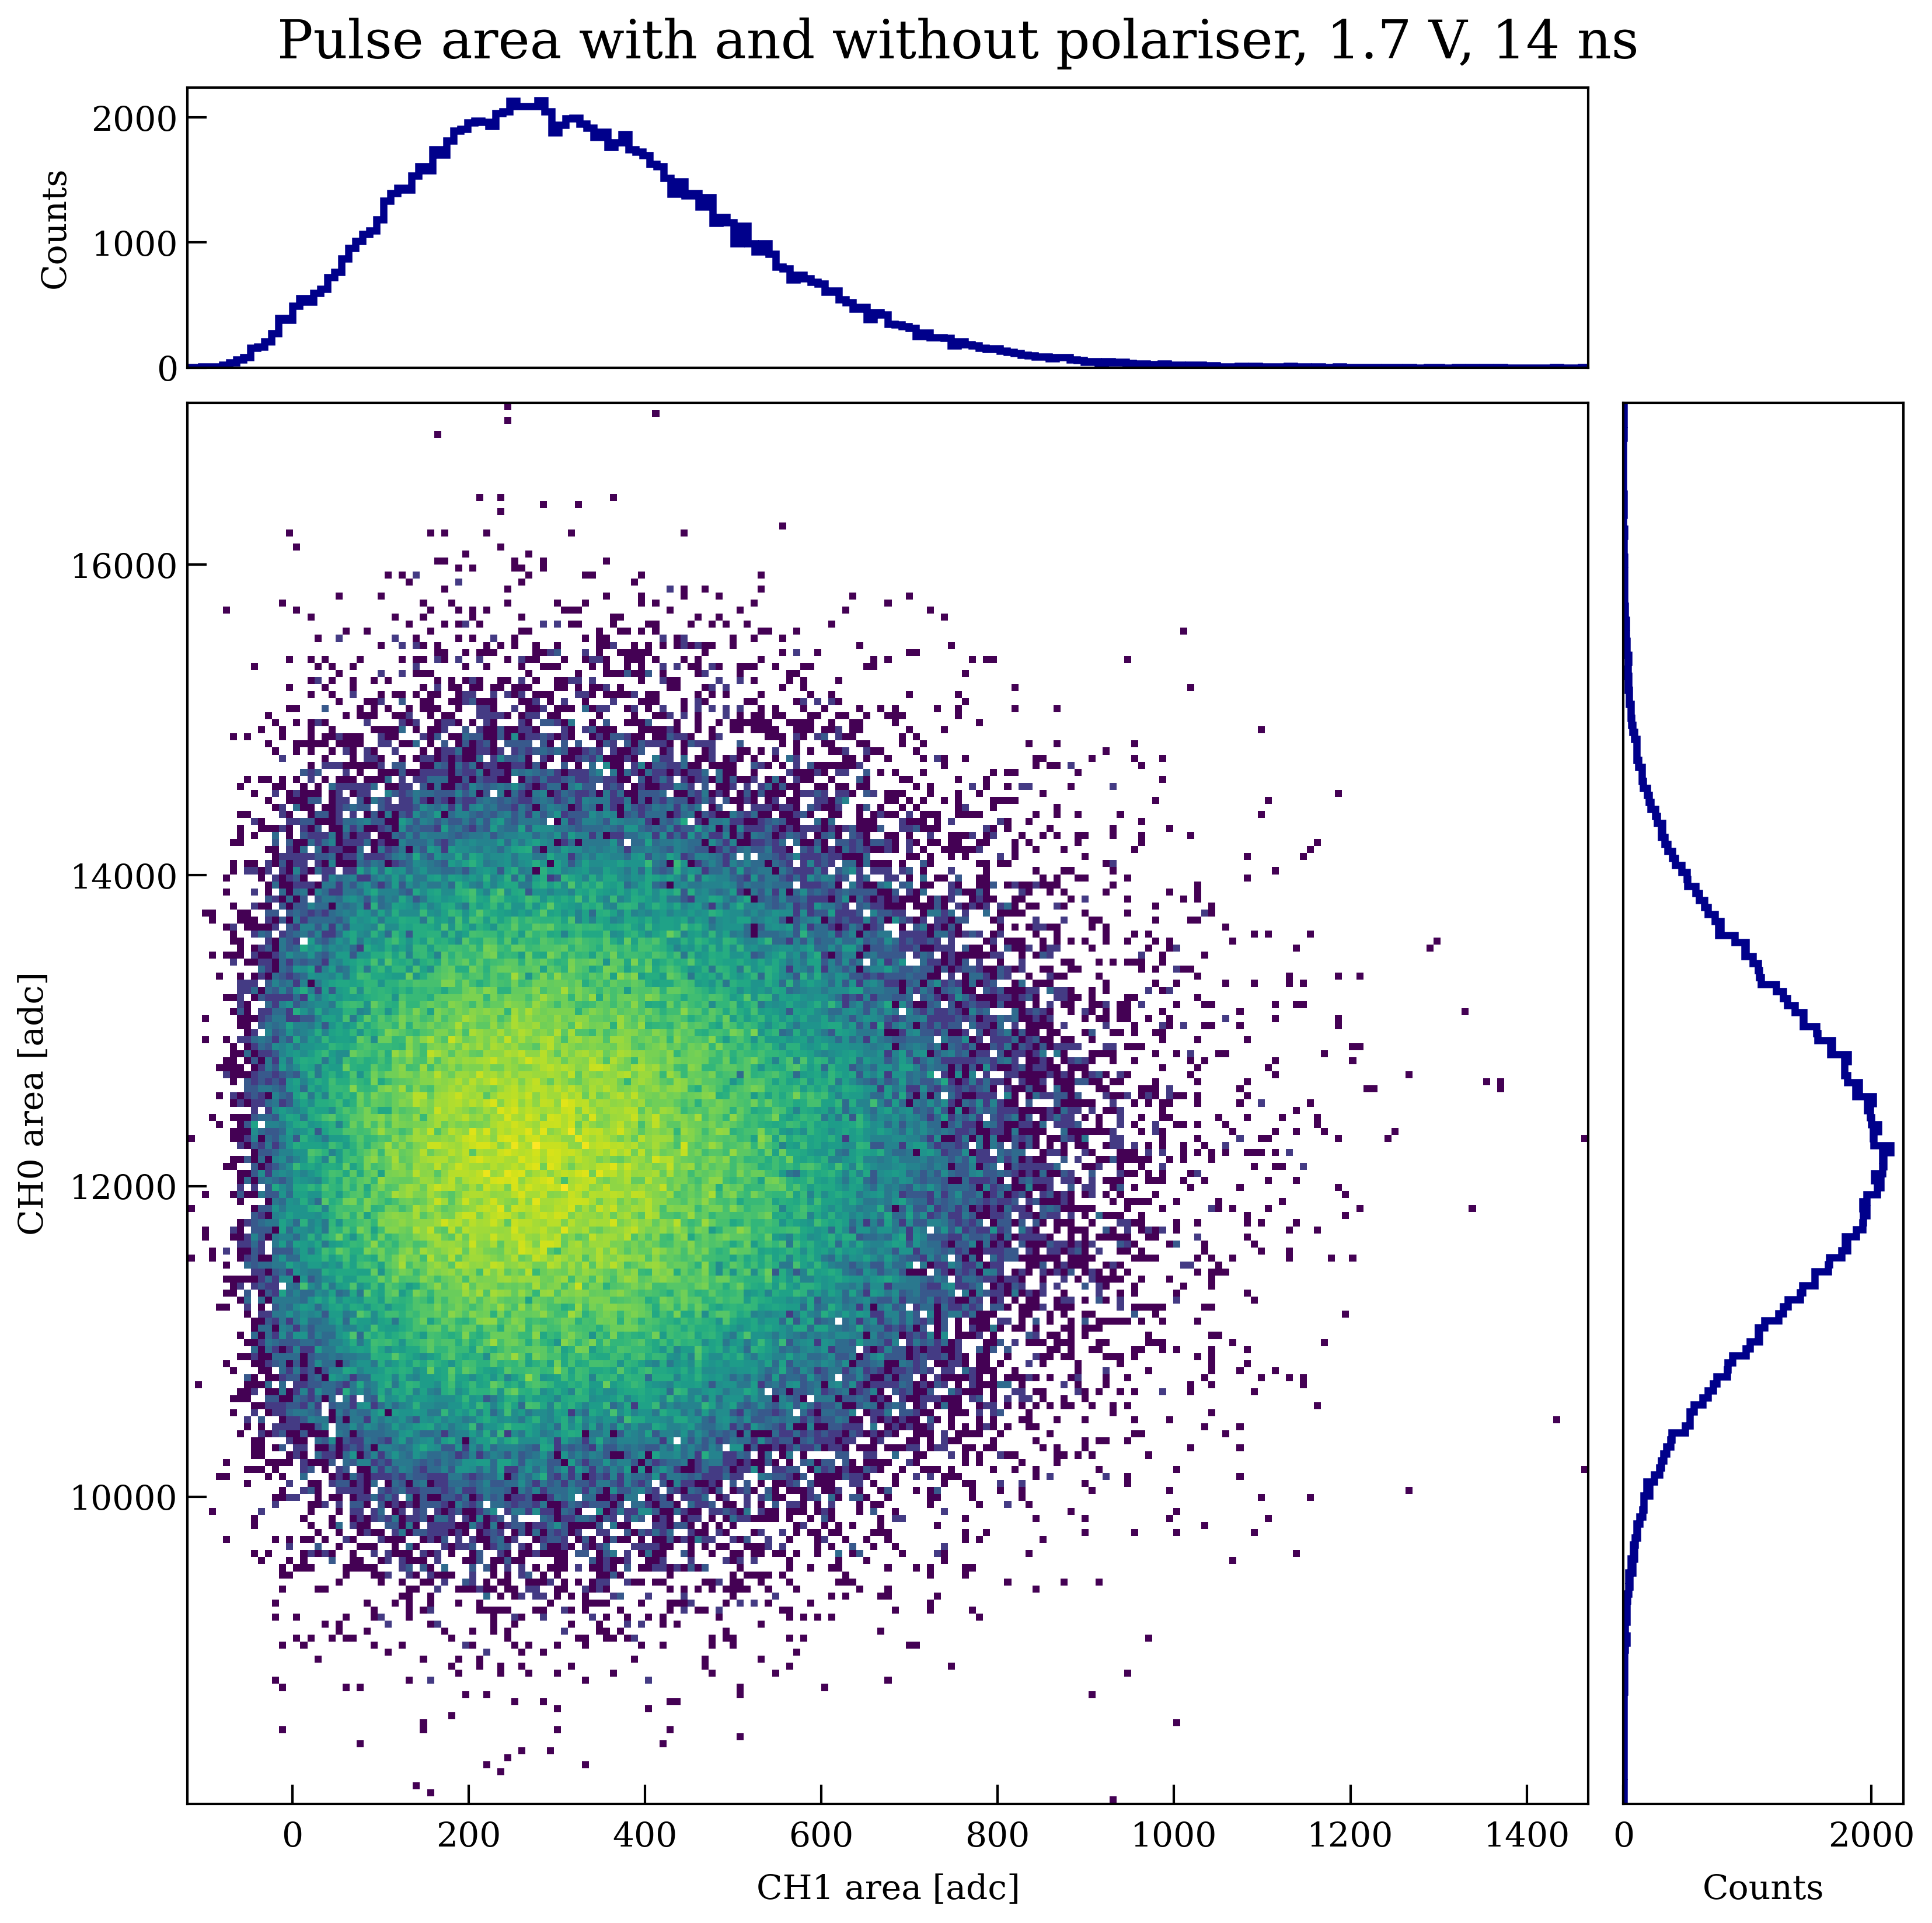 Pulse area with and without polariser, 1.7 V, 14 ns
2000
1000
0
Counts
16000
14000
12000
10000
CH0 area [adc]
0 200 400 600 800 1000 1200 1400
CH1 area [adc]
0 2000
Counts